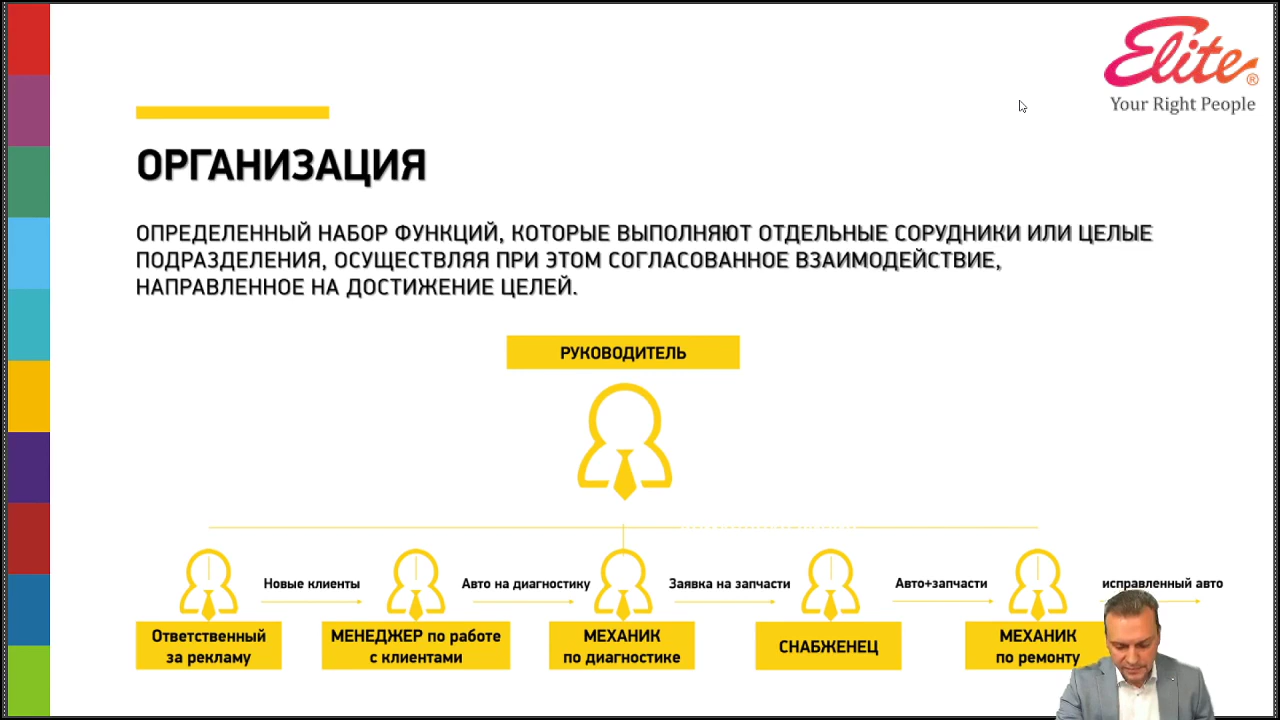 Elite®
Your Right People
ОРГАНИЗАЦИЯ
ОПРЕДЕЛЕННЫЙ НАБОР ФУНКЦИЙ, КОТОРЫЕ ВЫПОЛНЯЮТ ОТДЕЛЬНЫЕ СОРУДНИКИ ИЛИ ЦЕЛЫЕ
ПОДРАЗДЕЛЕНИЯ, ОСУЩЕСТВЛЯЯ ПРИ ЭТОМ СОГЛАСОВАННОЕ ВЗАИМОДЕЙСТВИЕ,
НАПРАВЛЕННОЕ НА ДОСТИЖЕНИЕ ЦЕЛЕЙ.
РУКОВОДИТЕЛЬ
Новые клиенты
Авто на диагностику
Заявка на запчасти
Авто+запчасти
исправленный авто
Ответственный
за рекламу
МЕНЕДЖЕР по работе
с клиентами
МЕХАНИК
по диагностике
СНАБЖЕНЕЦ
МЕХАНИК
по ремонту